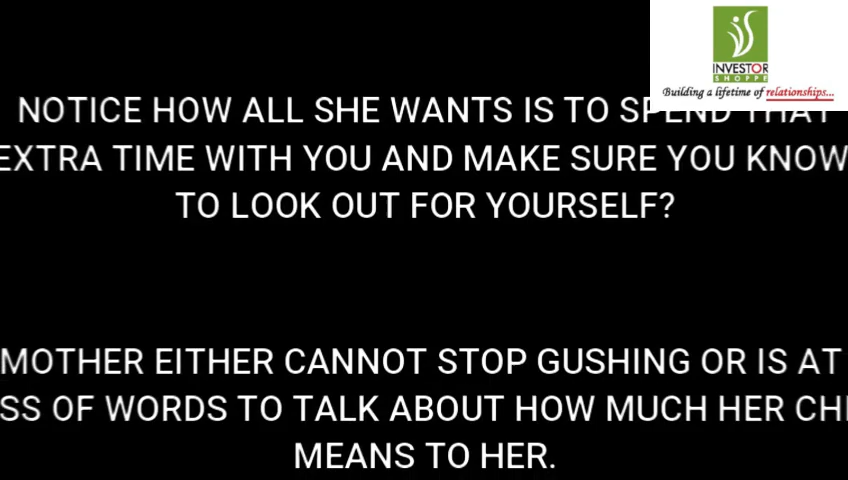 INVESTOR
SHOPPE
Building a lifetime of relationships...
NOTICE HOW ALL SHE WANTS IS TO SPEND THAT
EXTRA TIME WITH YOU AND MAKE SURE YOU KNOW
TO LOOK OUT FOR YOURSELF?
MOTHER EITHER CANNOT STOP GUSHING OR IS AT
SS OF WORDS TO TALK ABOUT HOW MUCH HER CHI
MEANS TO HER.